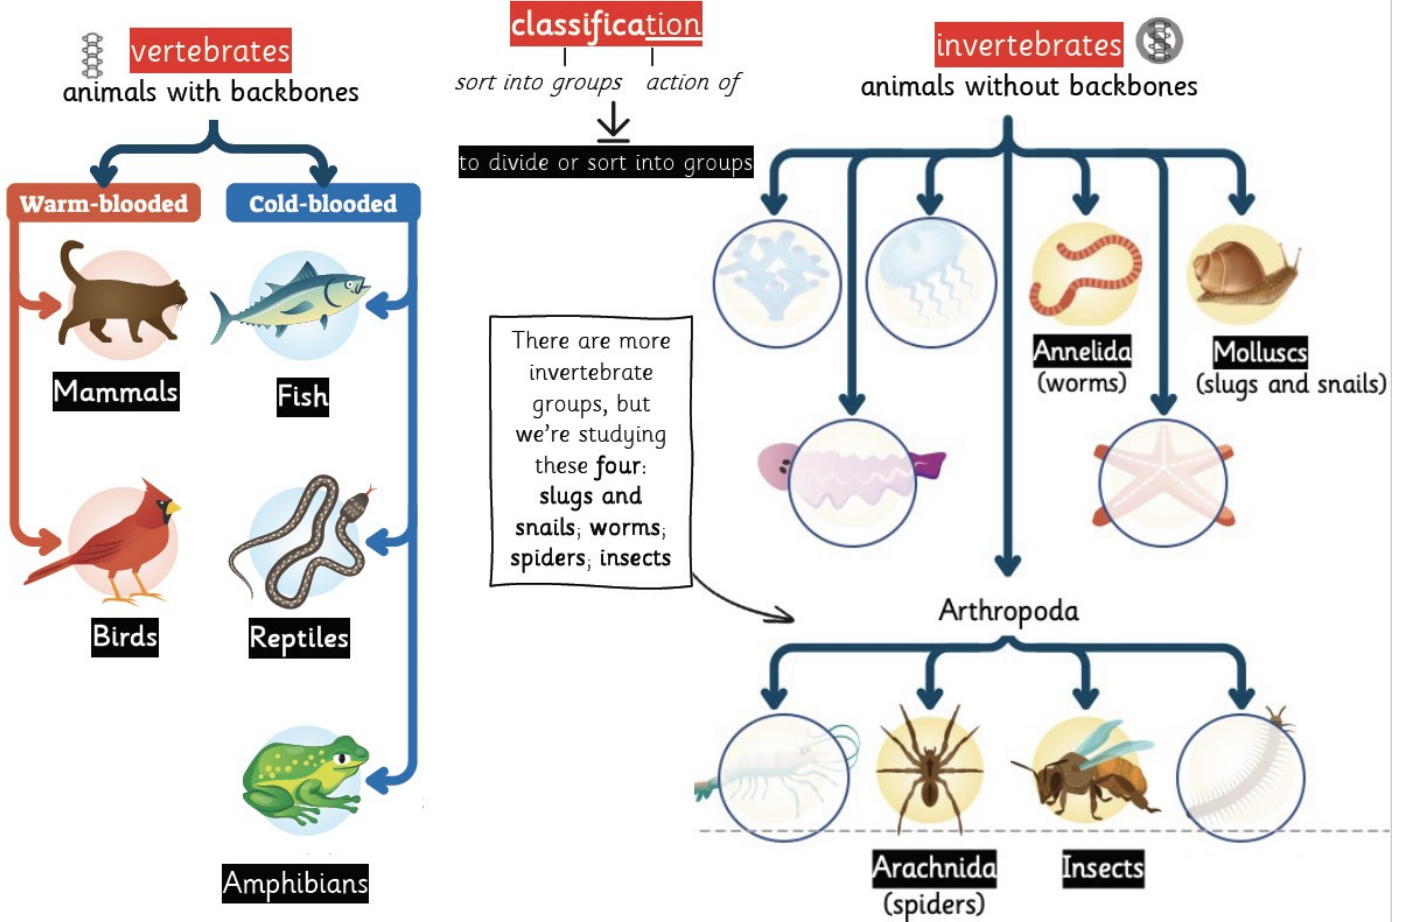 classification
sort into groups action of
to divide or sort into groups
vertebrates
animals with backbones
Warm-blooded
Cold-blooded
Mammals
Fish
Birds
Reptiles
Amphibians
There are more
invertebrate
groups, but
we're studying
these four:
slugs and
snails; worms;
spiders; insects
invertebrates
animals without backbones
Annelida
(worms)
Molluscs
(slugs and snails)
Arthropoda
Arachnida
(spiders)
Insects